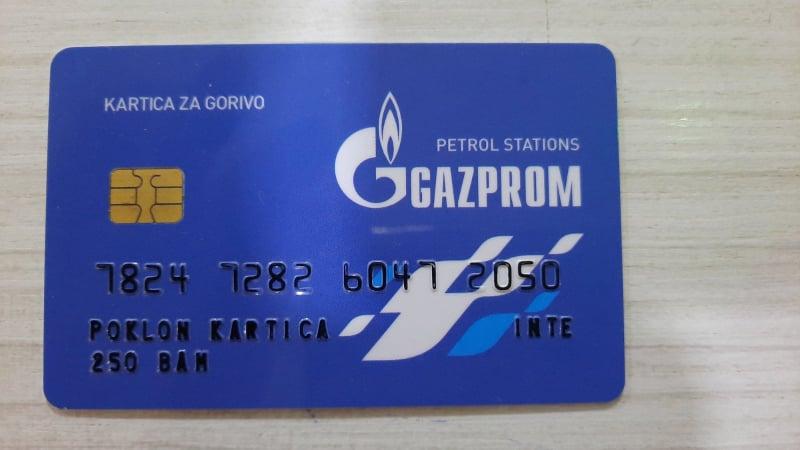 KARTICA ZA GORIVO
PETROL STATIONS
GAZPROM
7824 7282 6047 2050
POKLON KARTICA INTE
250 BAM